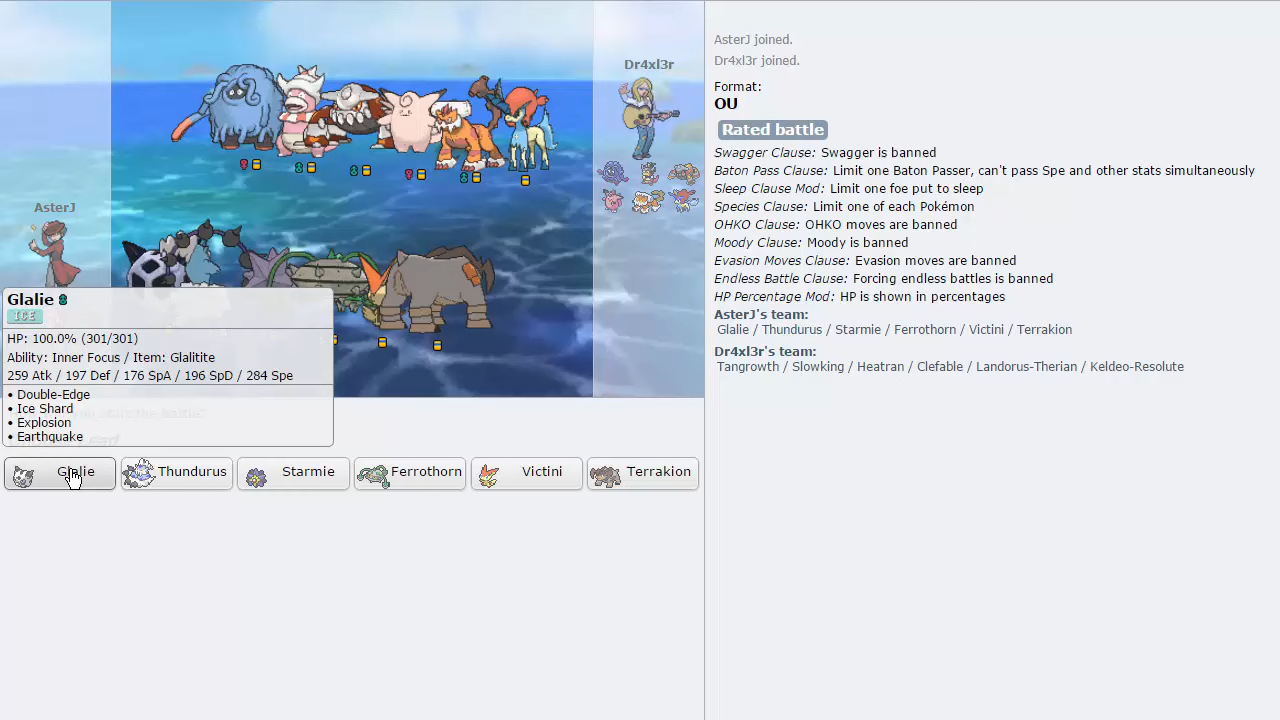 AsterJ joined.
Dr4xl3r joined.
Format:
OU
Rated battle
Swagger Clause: Swagger is banned
Baton Pass Clause: Limit one Baton Passer, can't pass Spe and other stats simultaneously
Sleep Clause Mod: Limit one foe put to sleep
Species Clause: Limit one of each Pokémon
OHKO Clause: OHKO moves are banned
Moody Clause: Moody is banned
Evasion Moves Clause: Evasion moves are banned
Endless Battle Clause: Forcing endless battles is banned
HP Percentage Mod: HP is shown in percentages
AsterJ's team:
Glalie / Thundurus / Starmie / Ferrothorn / Victini / Terrakion
Dr4xl3r's team:
Tangrowth / Slowking / Heatran / Clefable / Landorus-Therian / Keldeo-Resolute
Dr4xl3r
AsterJ
Glalie
ICE
HP: 100.0% (301/301)
Ability: Inner Focus / Item: Glalitite
259 Atk / 197 Def / 176 SpA / 196 SpD / 284 Spe
• Double-Edge
• Ice Shard
• Explosion
• Earthquake
Glalie
Thundurus
Starmie
Ferrothorn
Victini
Terrakion